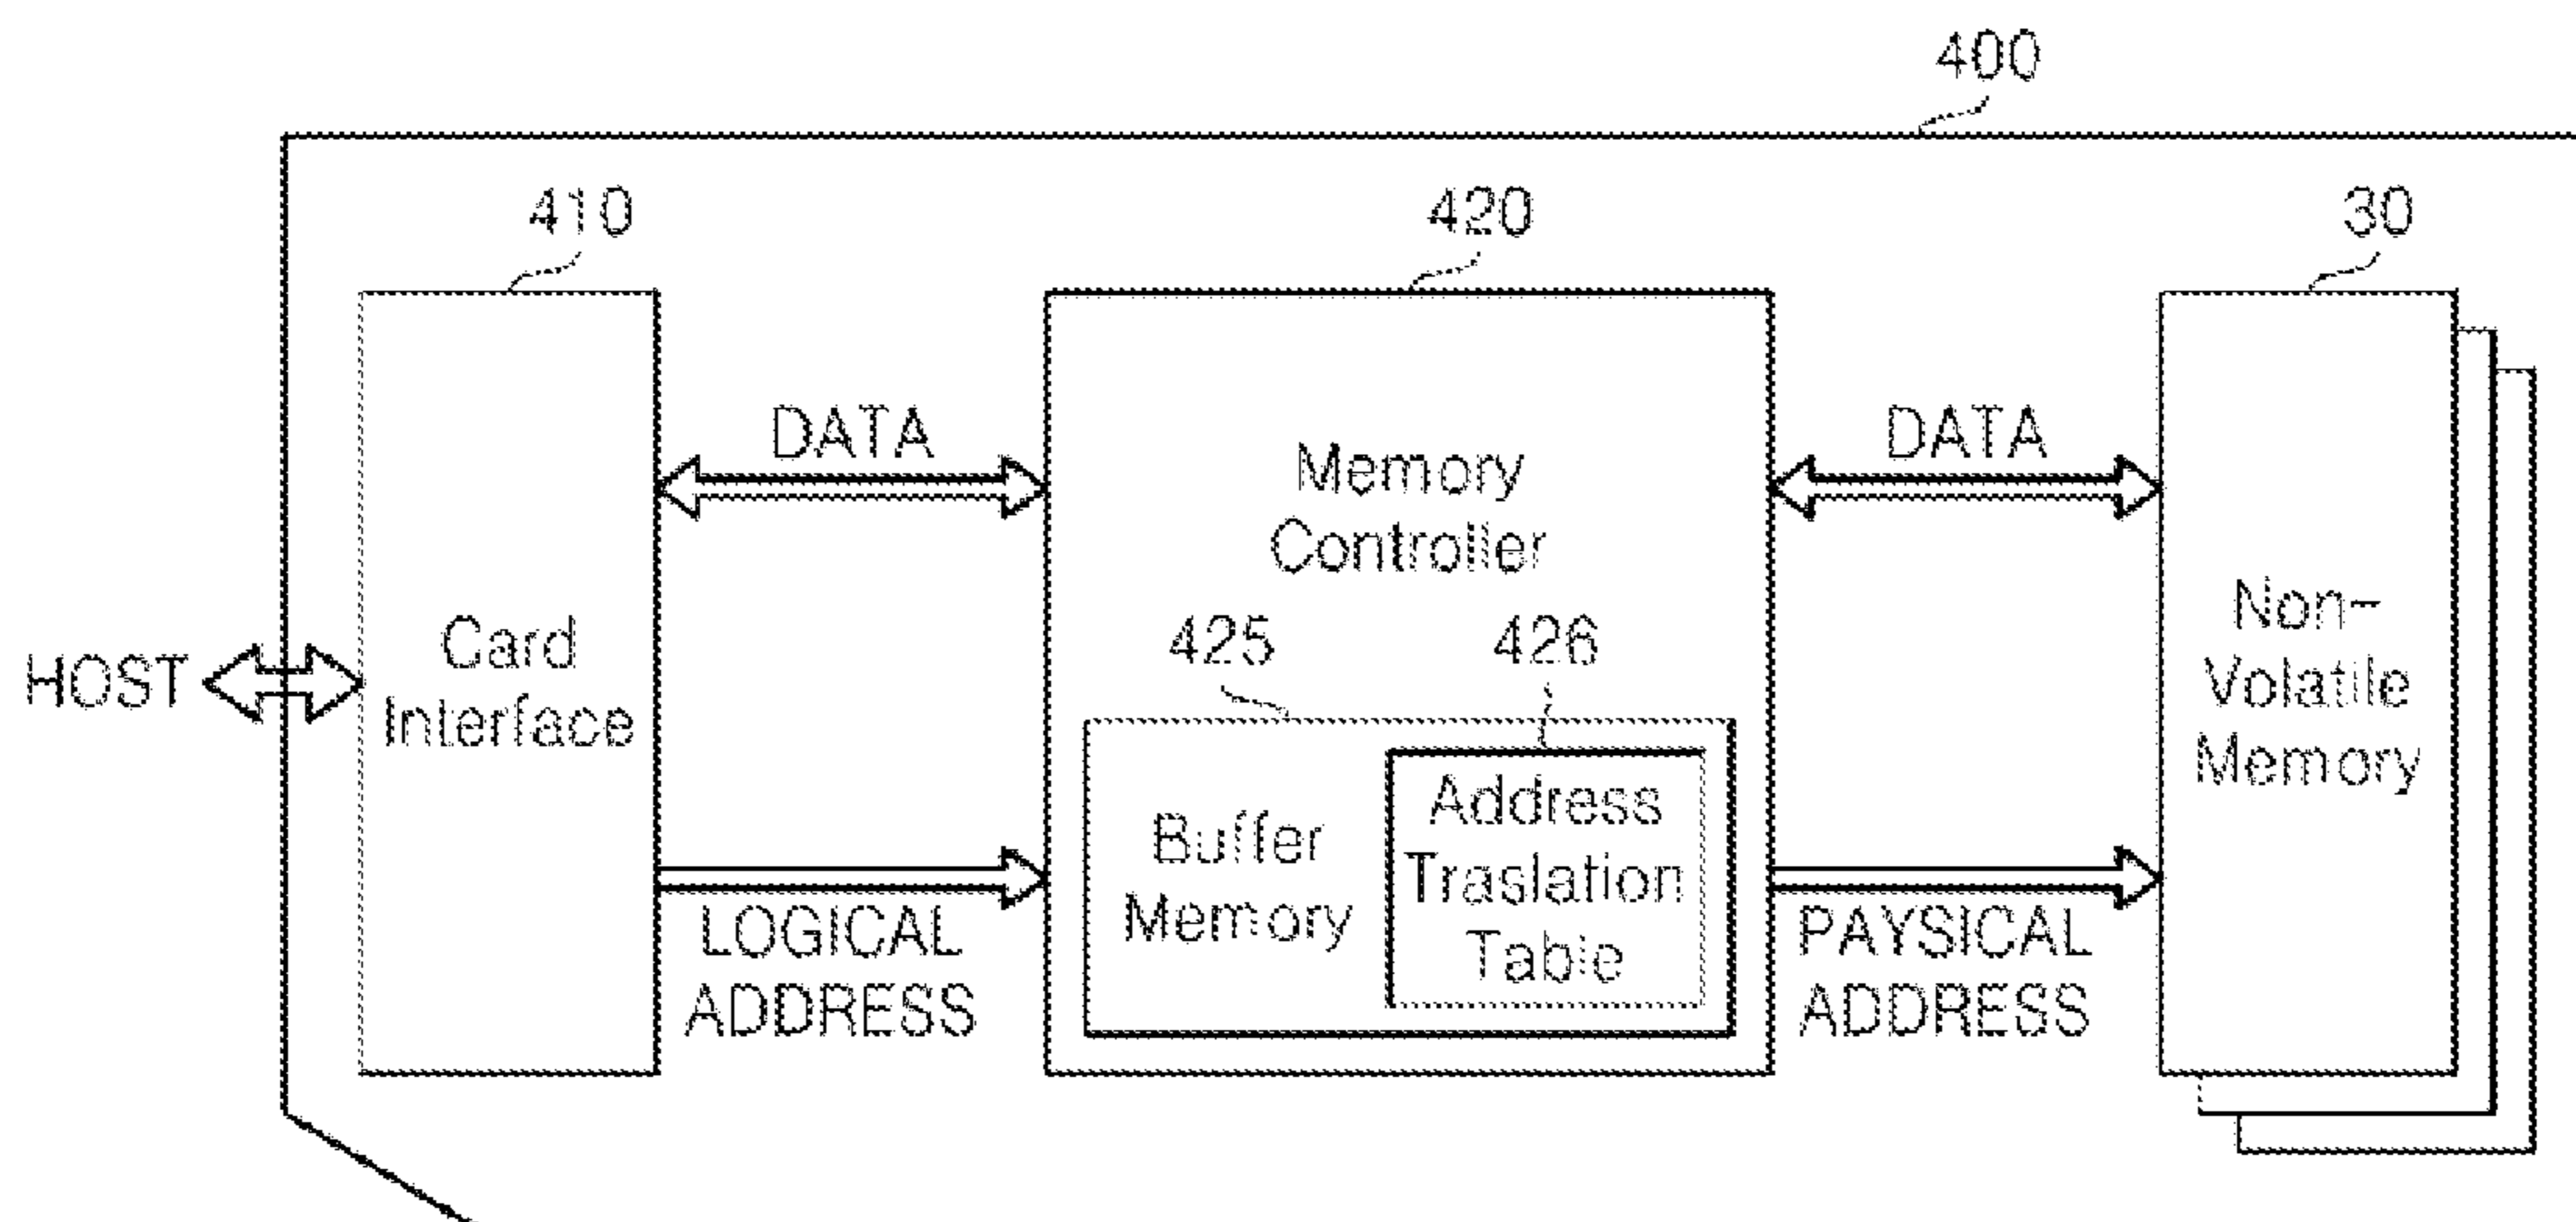 400
410
420
30
DATA
DATA
Memory
Controller
Non-
Volatile
Memory
425
426
HOST
Card
Interface
Buffer
Memory
Address
Traslation
Table
LOGICAL
ADDRESS
PAYSICAL
ADDRESS